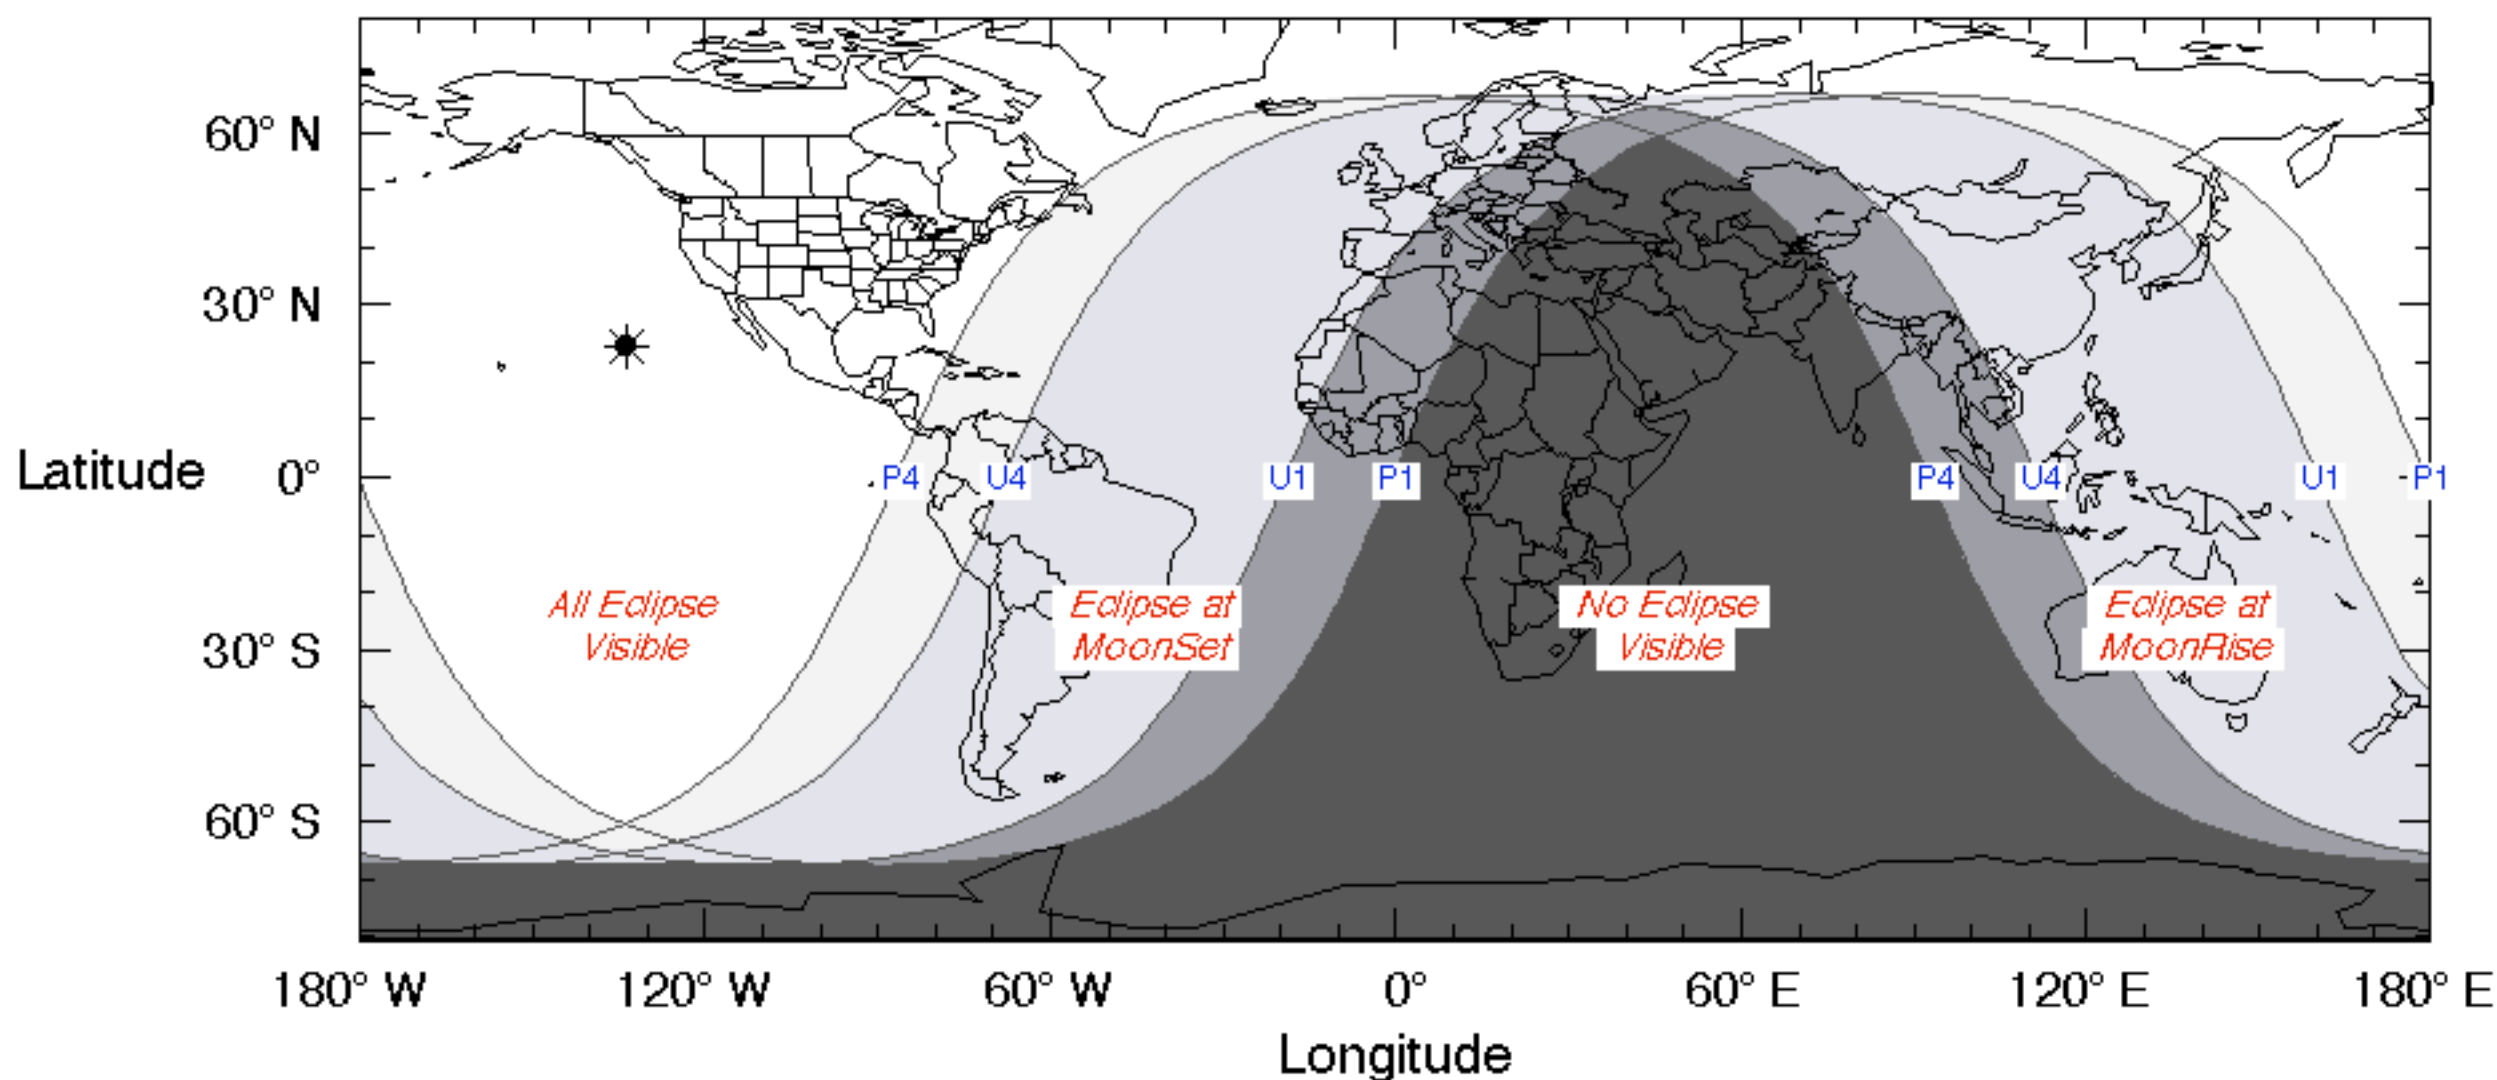 60° N
30° N
Latitude
0°
P4
U4
U1
P1
P4
U4
U1
P1
All Eclipse
Visible
Eclipse at
MoonSet
No Eclipse
Visible
Eclipse at
MoonRise
30° S
60° S
180° W
120° W
60° W
0°
60° E
120° E
180° E
Longitude